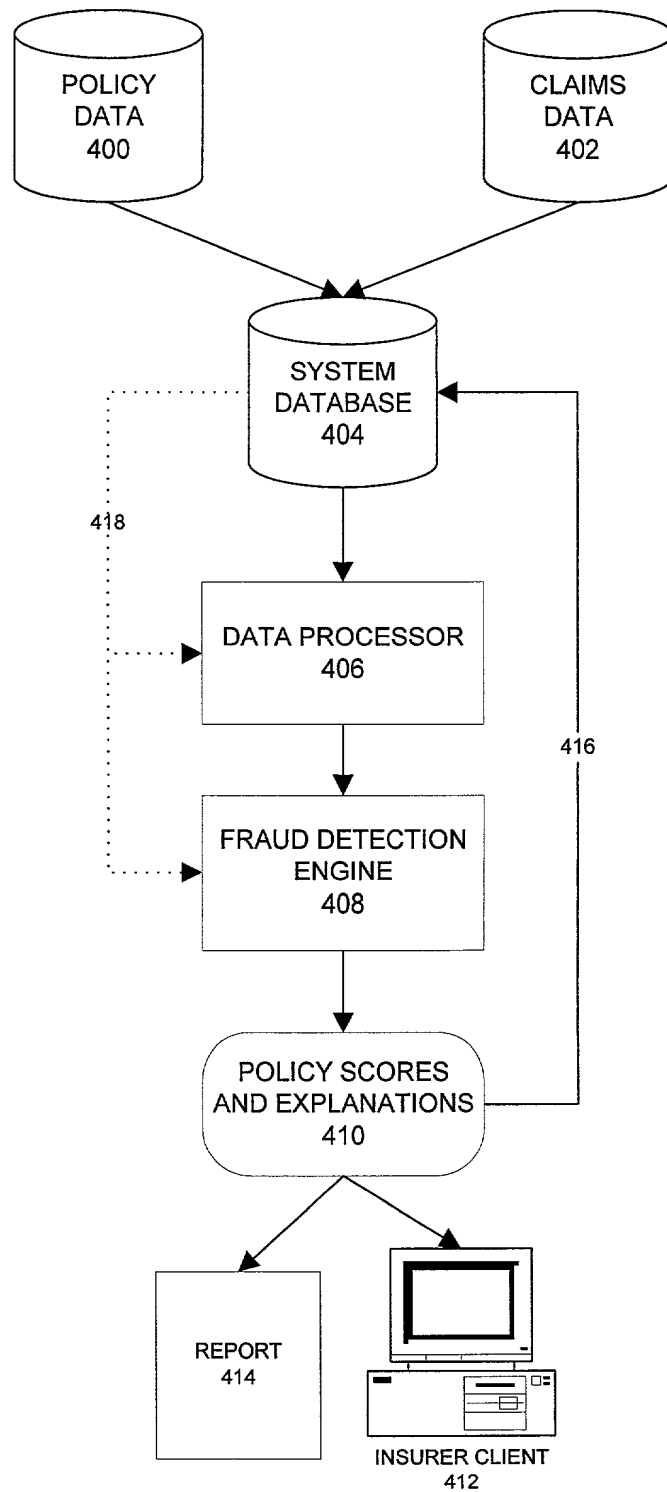 POLICY
DATA
400
CLAIMS
DATA
402
SYSTEM
DATABASE
404
418
DATA PROCESSOR
406
416
FRAUD DETECTION
ENGINE
408
POLICY SCORES
AND EXPLANATIONS
410
REPORT
414
INSURER CLIENT
412